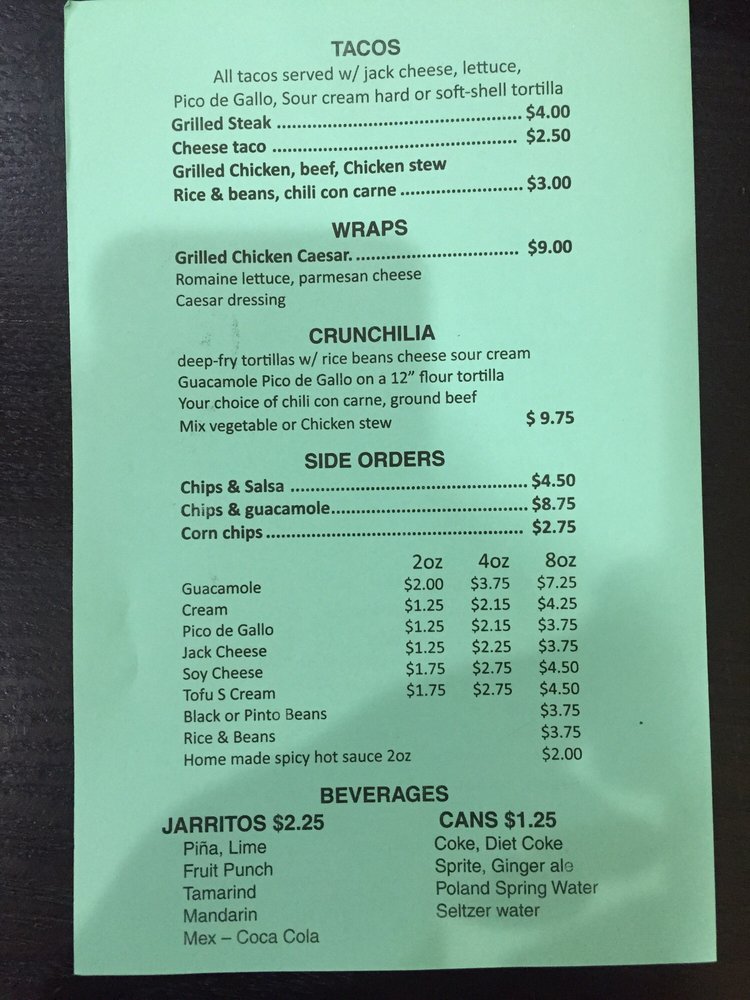 TACOS
All tacos served w/ jack cheese, lettuce,
Pico de Gallo, Sour cream hard or soft-shell tortilla
Grilled Steak ................................................. $4.00
Cheese taco ................................................. $2.50
Grilled Chicken, beef, Chicken stew
Rice & beans, chili con carne ........................ $3.00
WRAPS
Grilled Chicken Caesar. ................................ $9.00
Romaine lettuce, parmesan cheese
Caesar dressing
CRUNCHILIA
deep-fry tortillas w/ rice beans cheese sour cream
Guacamole Pico de Gallo on a 12” flour tortilla
Your choice of chili con carne, ground beef
Mix vegetable or Chicken stew $ 9.75
SIDE ORDERS
Chips & Salsa ............................................... $4.50
Chips & guacamole....................................... $8.75
Corn chips ................................................... $2.75
2oz 4oz 8oz
Guacamole $2.00 $3.75 $7.25
Cream $1.25 $2.15 $4.25
Pico de Gallo $1.25 $2.15 $3.75
Jack Cheese $1.25 $2.25 $3.75
Soy Cheese $1.75 $2.75 $4.50
Tofu S Cream $1.75 $2.75 $4.50
Black or Pinto Beans $3.75
Rice & Beans $3.75
Home made spicy hot sauce 2oz $2.00
BEVERAGES
JARRITOS $2.25
Piña, Lime
Fruit Punch
Tamarind
Mandarin
Mex – Coca Cola
CANS $1.25
Coke, Diet Coke
Sprite, Ginger ale
Poland Spring Water
Seltzer water